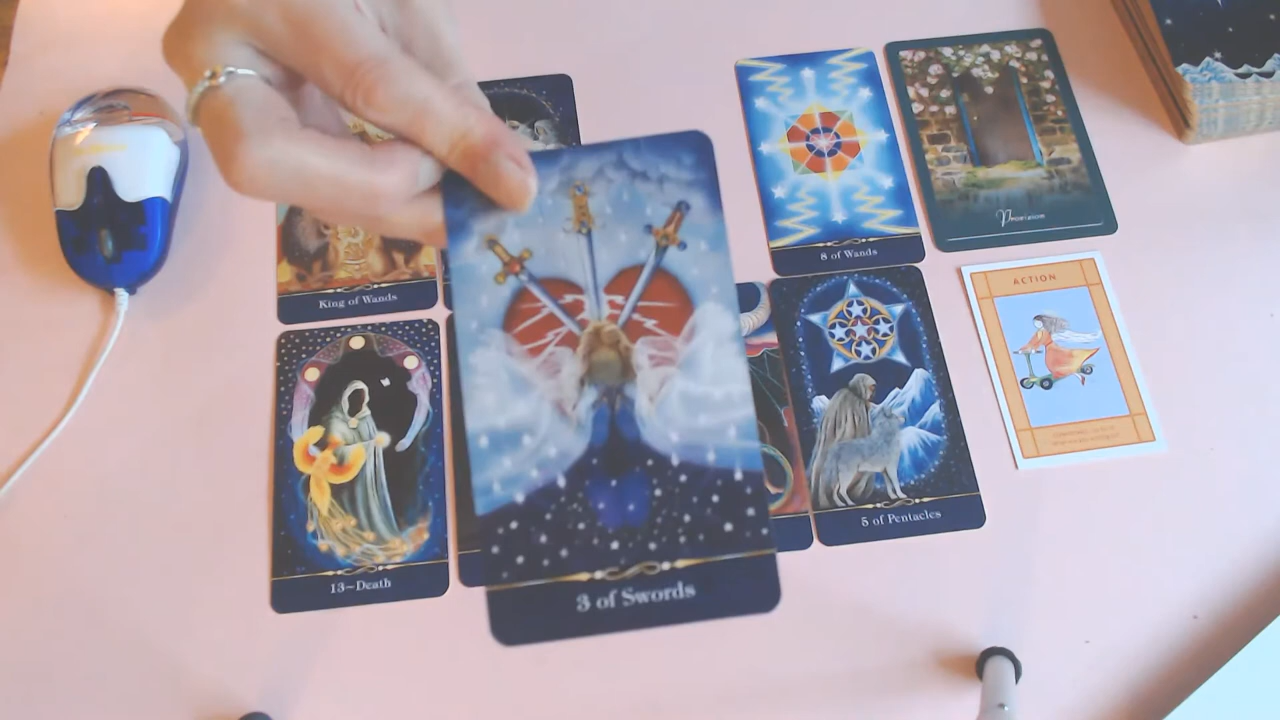 8 of Wands
Provision
King of Wands
ACTION
5 of Pentacles
13—Death
3 of Swords